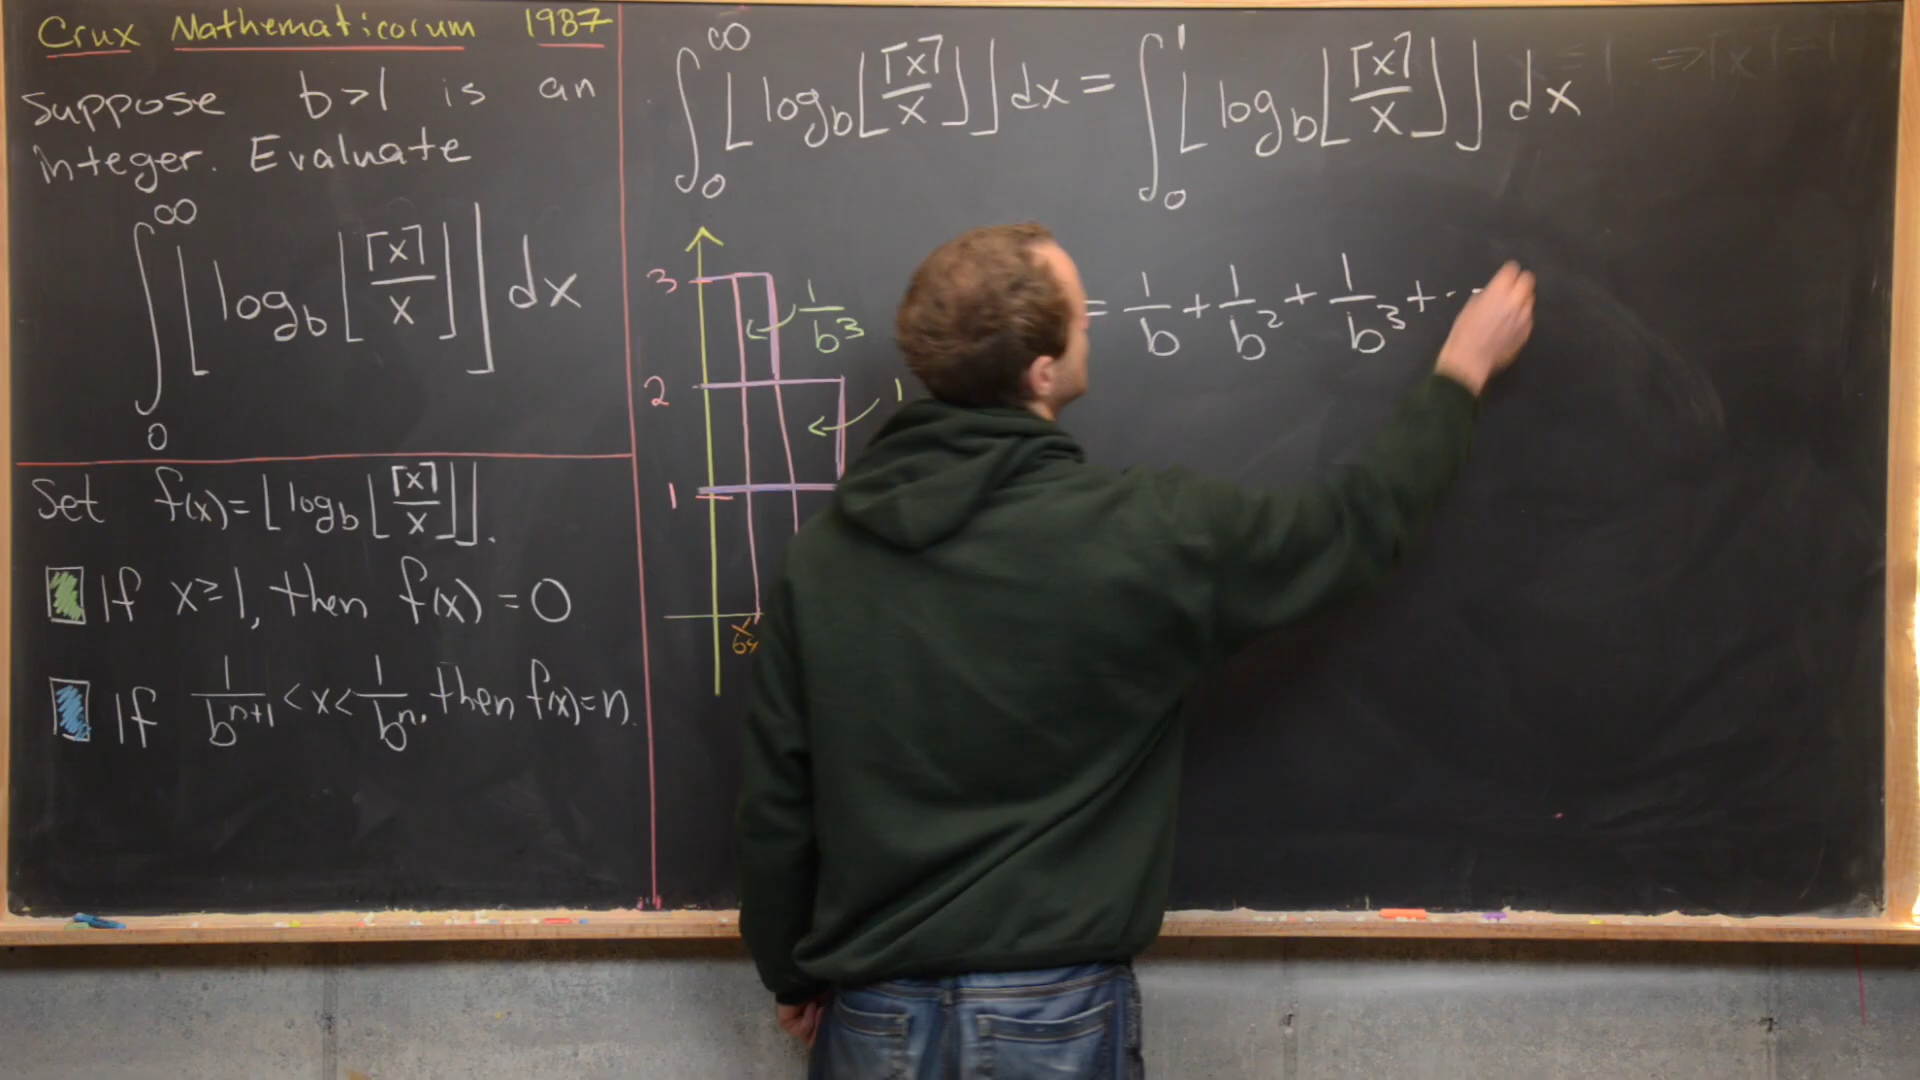 Crux Mathematicorum 1987
Suppose b>1 is an
integer. Evaluate
∫₀^∞ ⌊log_b⌊⌈x⌉/x⌋⌋ dx
Set f(x)=⌊log_b⌊⌈x⌉/x⌋⌋.
If x≥1, then f(x)=0
If 1/b^(n+1) <x< 1/b^n, then f(x)=n.
∫₀^∞ ⌊log_b⌊⌈x⌉/x⌋⌋dx = ∫₀^1 ⌊log_b⌊⌈x⌉/x⌋⌋ dx
= 1/b + 1/b² + 1/b³ + ··
3
1/b³
2
1
1